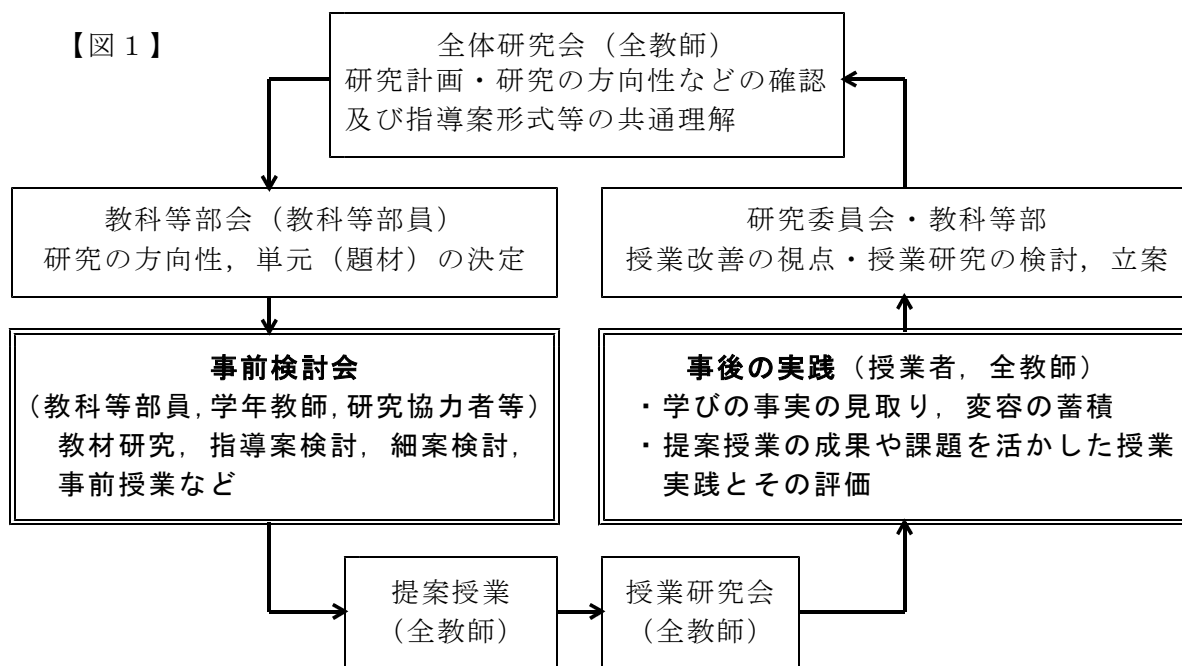 【図１】
全体研究会（全教師）
研究計画・研究の方向性などの確認
及び指導案形式等の共通理解
教科等部会（教科等部員）
研究の方向性，単元（題材）の決定
事前検討会
（教科等部員，学年教師，研究協力者等）
教材研究，指導案検討，細案検討，
事前授業など
提案授業
（全教師）
授業研究会
（全教師）
事後の実践（授業者，全教師）
・学びの事実の見取り，変容の蓄積
・提案授業の成果や課題を活かした授業
実践とその評価
研究委員会・教科等部
授業改善の視点・授業研究の検討，立案